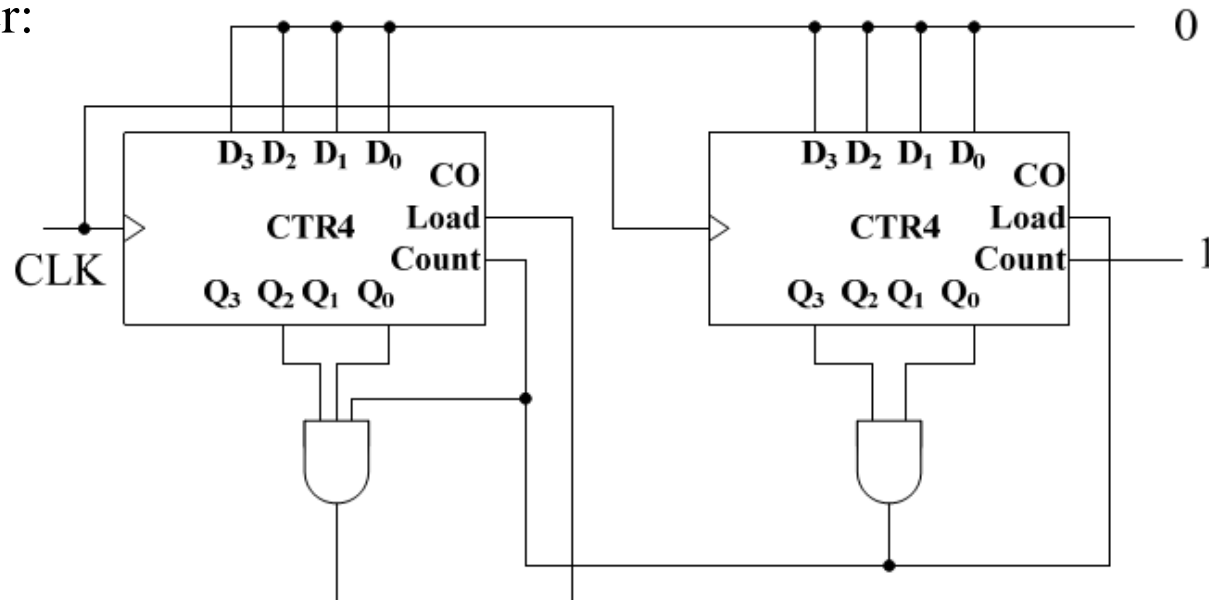 er:
0
D₃ D₂ D₁ D₀ D₃ D₂ D₁ D₀
CO CO
Load Load
CTR4 CTR4
Count Count
CLK
Q₃ Q₂ Q₁ Q₀ Q₃ Q₂ Q₁ Q₀